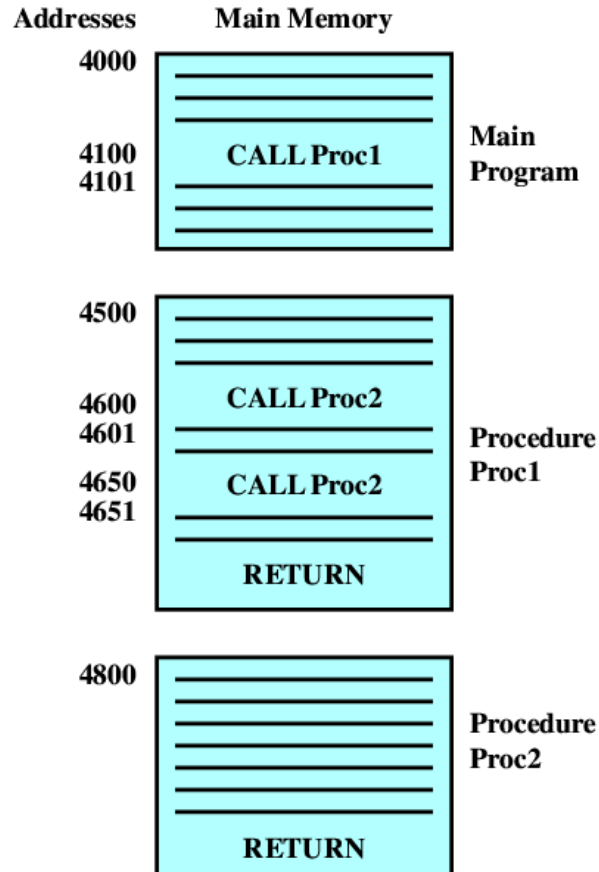 Addresses Main Memory
4000
4100 CALL Proc1 Main
4101 Program
4500
4600 CALL Proc2
4601 Procedure
4650 CALL Proc2 Proc1
4651
RETURN
4800
Procedure
Proc2
RETURN